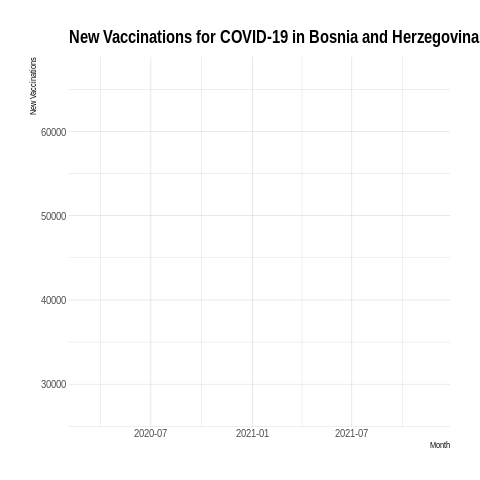 New Vaccinations for COVID-19 in Bosnia and Herzegovina
New Vaccinations
60000
50000
40000
30000
2020-07
2021-01
2021-07
Month